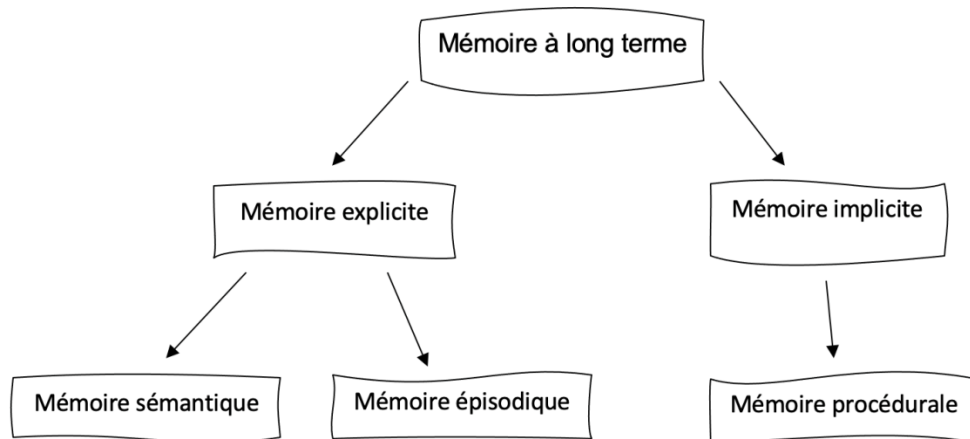 Mémoire à long terme
Mémoire explicite
Mémoire implicite
Mémoire sémantique
Mémoire épisodique
Mémoire procédurale